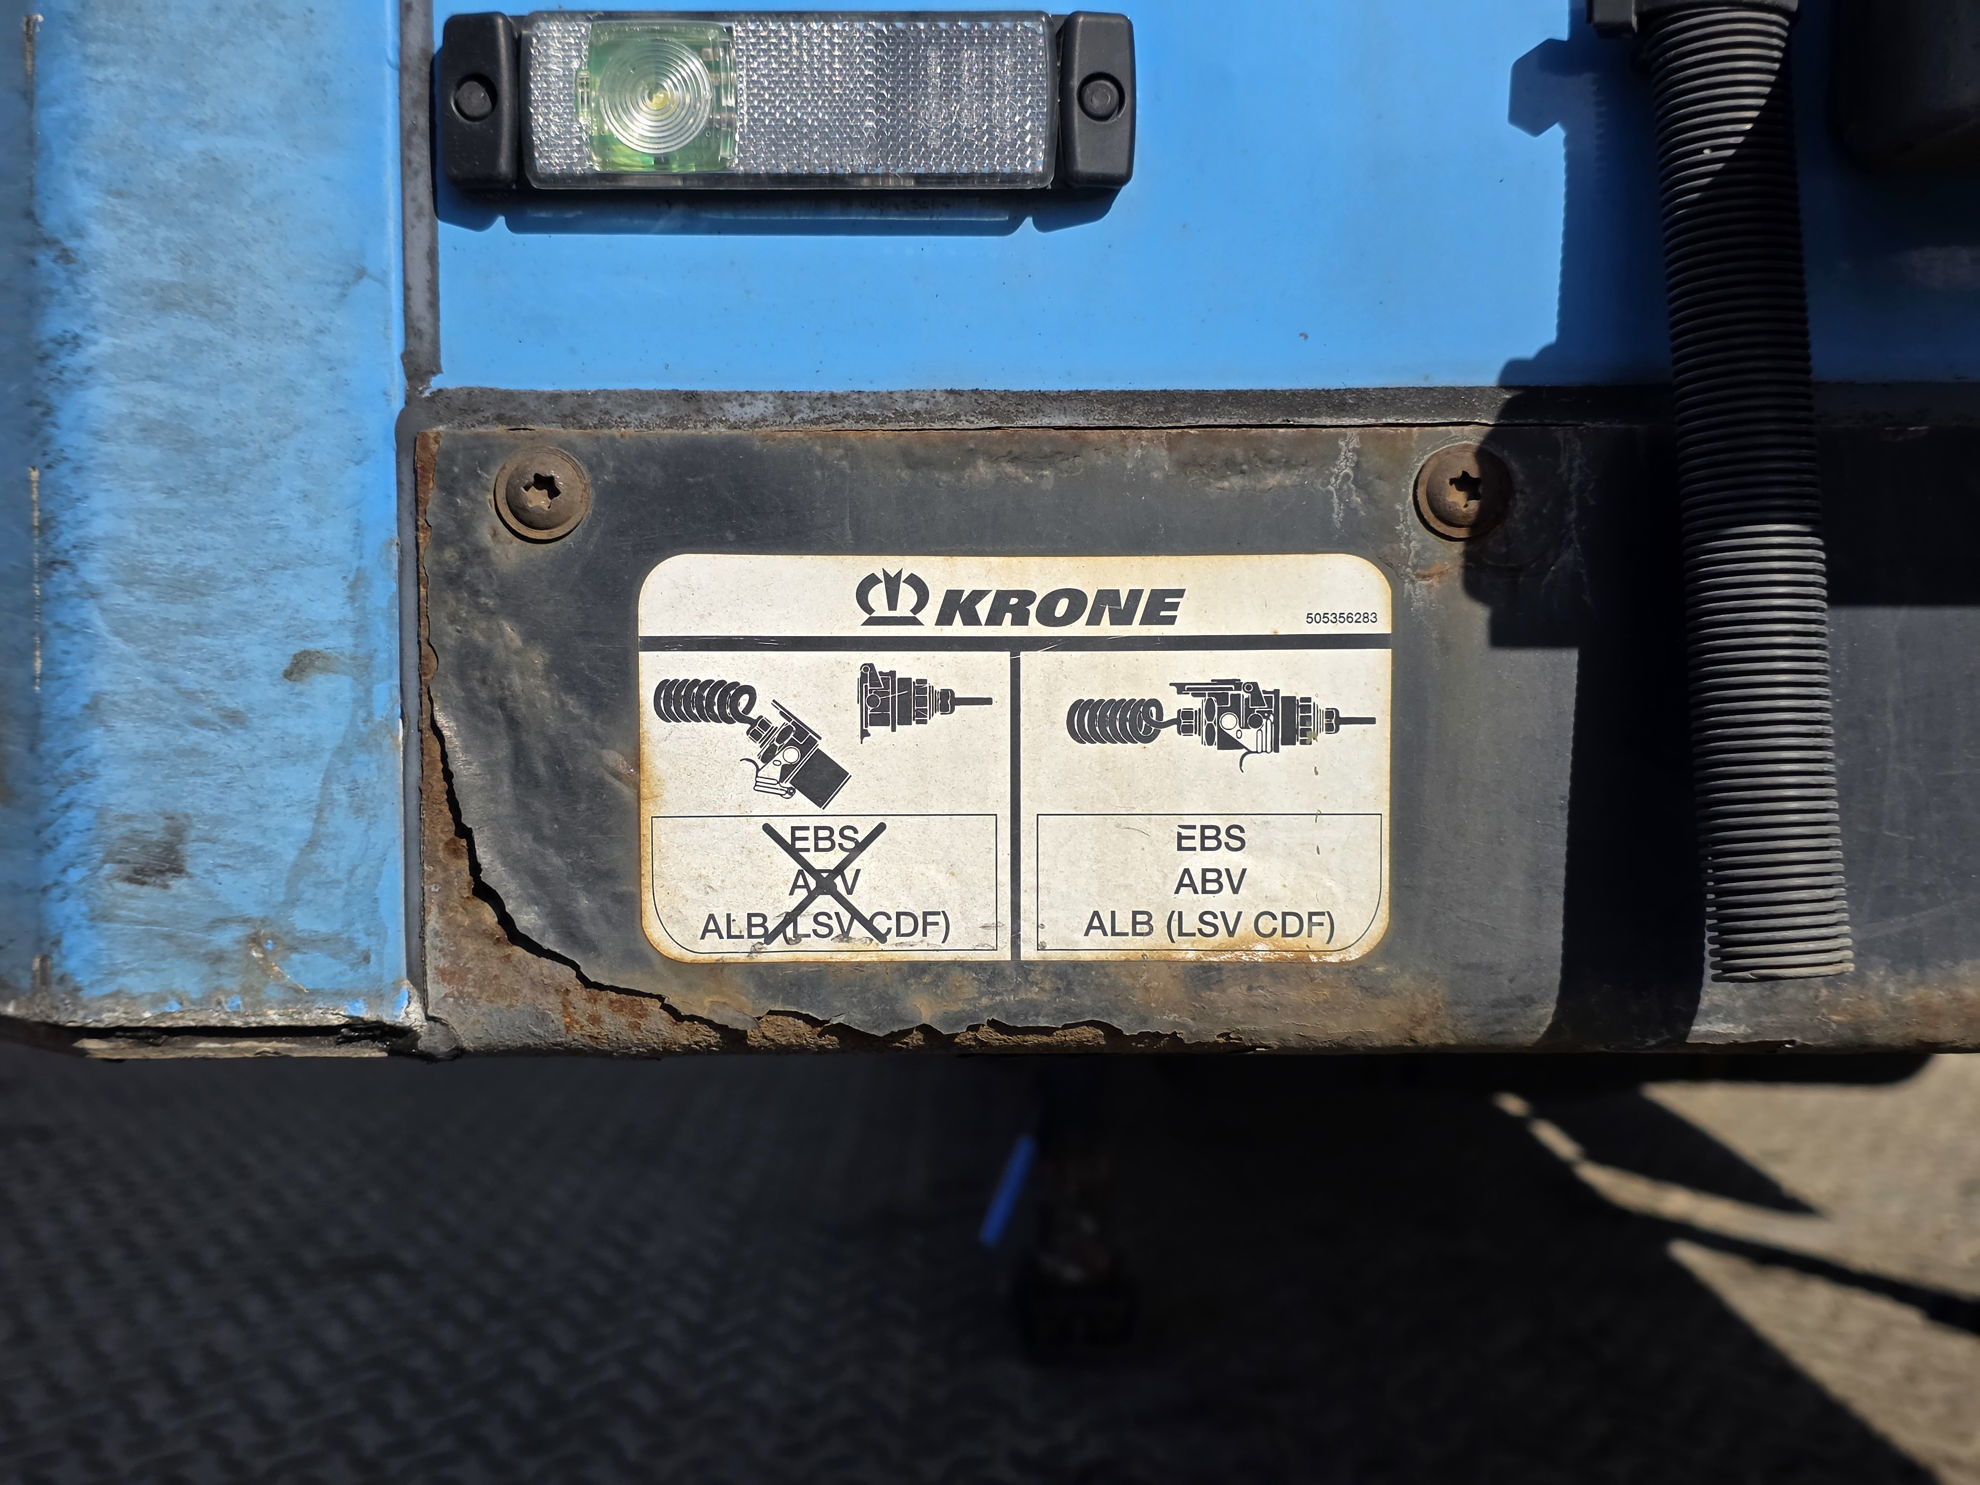 KRONE
505356283
EBS
ABV
ALB (LSV CDF)
EBS
ABV
ALB (LSV CDF)